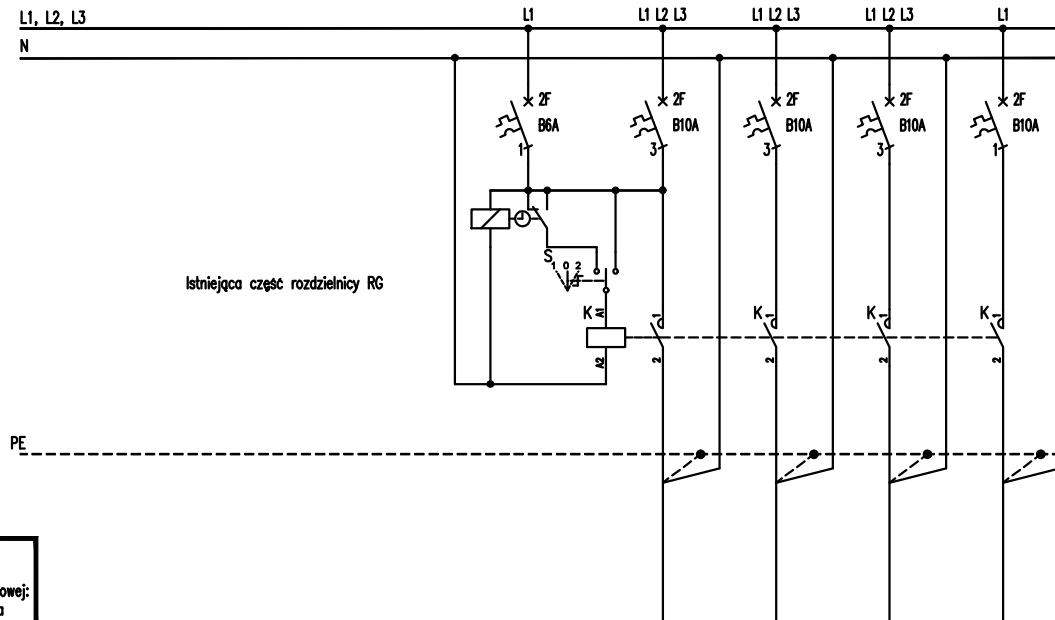 L1, L2, L3
L1
L1 L2 L3
L1 L2 L3
L1 L2 L3
L1
N
2F
2F
2F
2F
2F
B6A
B10A
B10A
B10A
B10A
1
3
3
3
1
S
1 0 2
Istniejąca część rozdzielnicy RG
K
A1
1
K
1
K
1
K
1
A2
2
2
2
2
PE
owej:
a